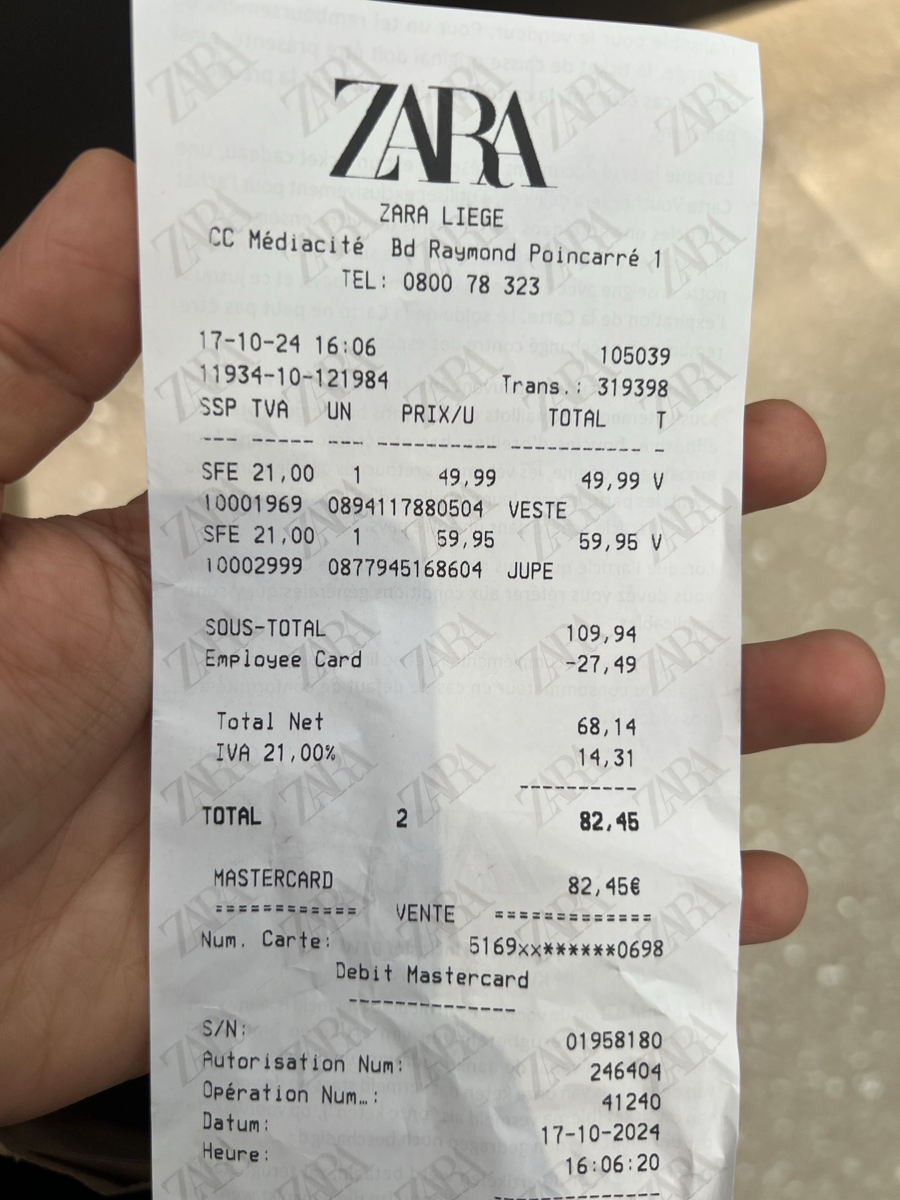 ZARA
ZARA LIEGE
CC Médiacité Bd Raymond Poincarré 1
TEL: 0800 78 323
17-10-24 16:06 105039
11934-10-121984 Trans.: 319398
SSP TVA UN PRIX/U TOTAL T
--- ----- --- ---------- ----------- -
SFE 21,00 1 49,99 49,99 V
10001969 0894117880504 VESTE
SFE 21,00 1 59,95 59,95 V
10002999 0877945168604 JUPE
SOUS-TOTAL 109,94
Employee Card -27,49
Total Net 68,14
IVA 21,00% 14,31
----------
TOTAL 2 82,45
MASTERCARD 82,45€
============ VENTE =============
Num. Carte: 5169xx******0698
Debit Mastercard
--------------
S/N: 01958180
Autorisation Num: 246404
Opération Num…: 41240
Datum: 17-10-2024
Heure: 16:06:20
--------------